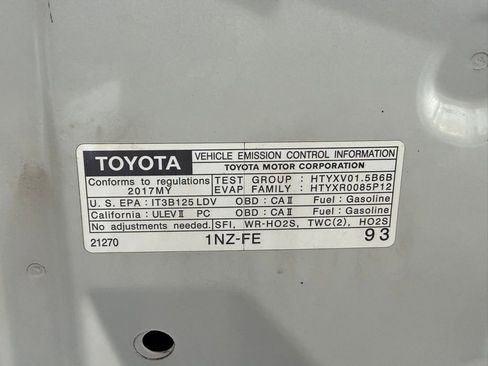 TOYOTA VEHICLE EMISSION CONTROL INFORMATION
TOYOTA MOTOR CORPORATION
Conforms to regulations TEST GROUP : HTYXV01.5B6B
2017MY EVAP FAMILY : HTYXR0085P12
U.S. EPA : IT3B125 LDV OBD : CA II Fuel : Gasoline
California : ULEV II PC OBD : CA II Fuel : Gasoline
No adjustments needed. SFI, WR-HO2S, TWC(2), HO2S
21270 1NZ-FE 93